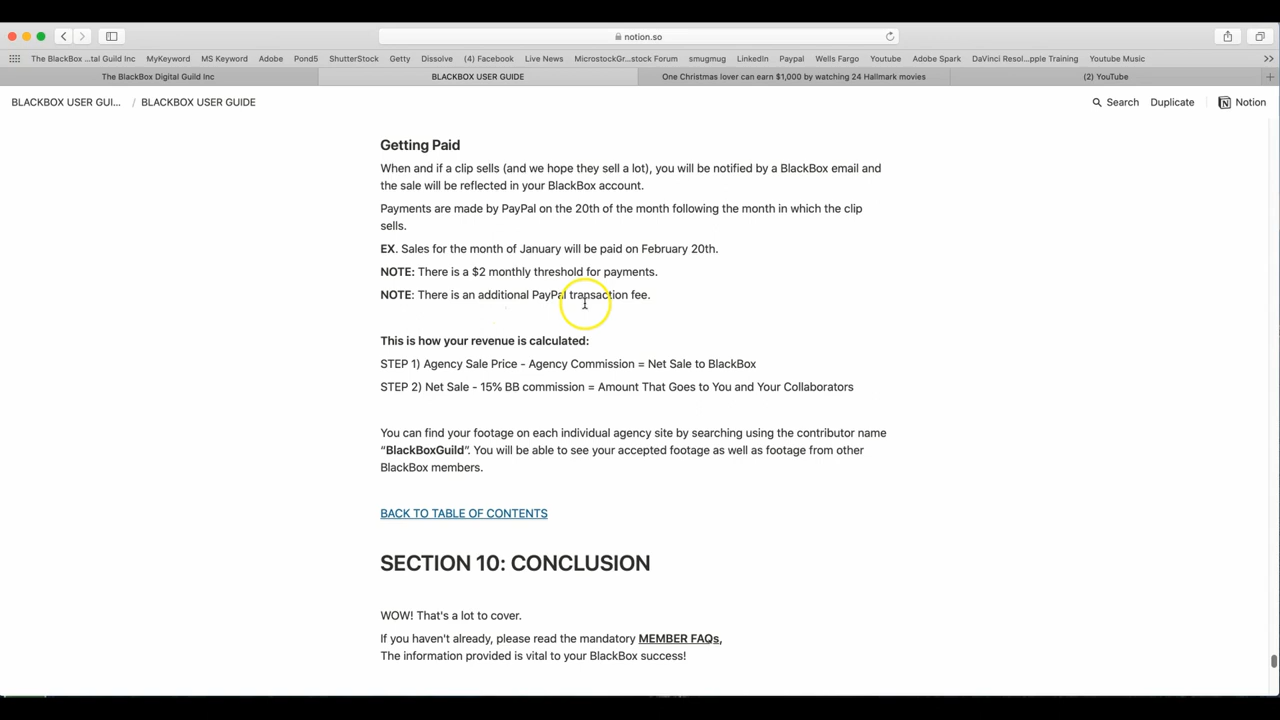 notion.so
The BlackBox ...tal Guild Inc MyKeyword MS Keyword Adobe Pond5 ShutterStock Getty Dissolve (4) Facebook Live News MicrostockGr...stock Forum smugmug LinkedIn Paypal Wells Fargo Youtube Adobe Spark DaVinci Resol...pple Training Youtube Music
The BlackBox Digital Guild Inc BLACKBOX USER GUIDE One Christmas lover can earn $1,000 by watching 24 Hallmark movies (2) YouTube
BLACKBOX USER GUI... / BLACKBOX USER GUIDE Search Duplicate Notion
Getting Paid
When and if a clip sells (and we hope they sell a lot), you will be notified by a BlackBox email and
the sale will be reflected in your BlackBox account.
Payments are made by PayPal on the 20th of the month following the month in which the clip
sells.
EX. Sales for the month of January will be paid on February 20th.
NOTE: There is a $2 monthly threshold for payments.
NOTE: There is an additional PayPal transaction fee.
This is how your revenue is calculated:
STEP 1) Agency Sale Price - Agency Commission = Net Sale to BlackBox
STEP 2) Net Sale - 15% BB commission = Amount That Goes to You and Your Collaborators
You can find your footage on each individual agency site by searching using the contributor name
“BlackBoxGuild”. You will be able to see your accepted footage as well as footage from other
BlackBox members.
BACK TO TABLE OF CONTENTS
SECTION 10: CONCLUSION
WOW! That's a lot to cover.
If you haven't already, please read the mandatory MEMBER FAQs,
The information provided is vital to your BlackBox success!